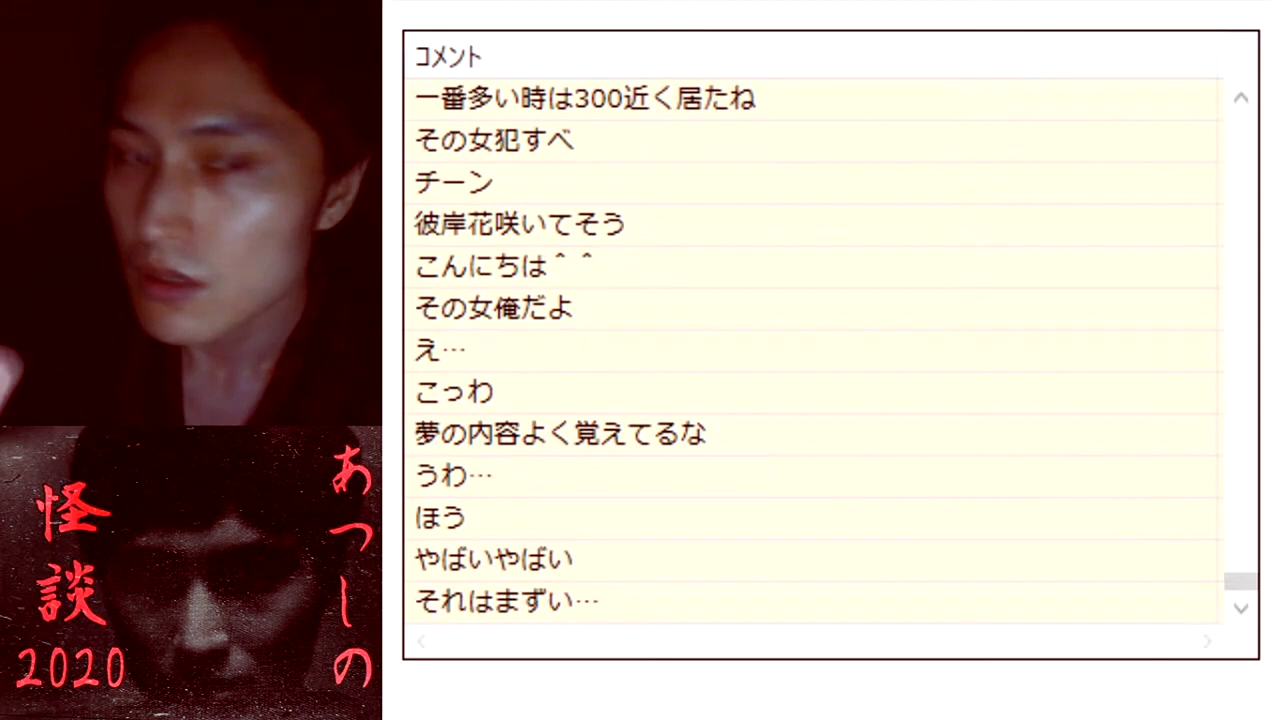 コメント
一番多い時は300近く居たね
その女犯すべ
チーン
彼岸花咲いてそう
こんにちは＾＾
その女俺だよ
え…
こっわ
夢の内容よく覚えてるな
うわ…
ほう
やばいやばい
それはまずい…
あつしの
怪談
2020